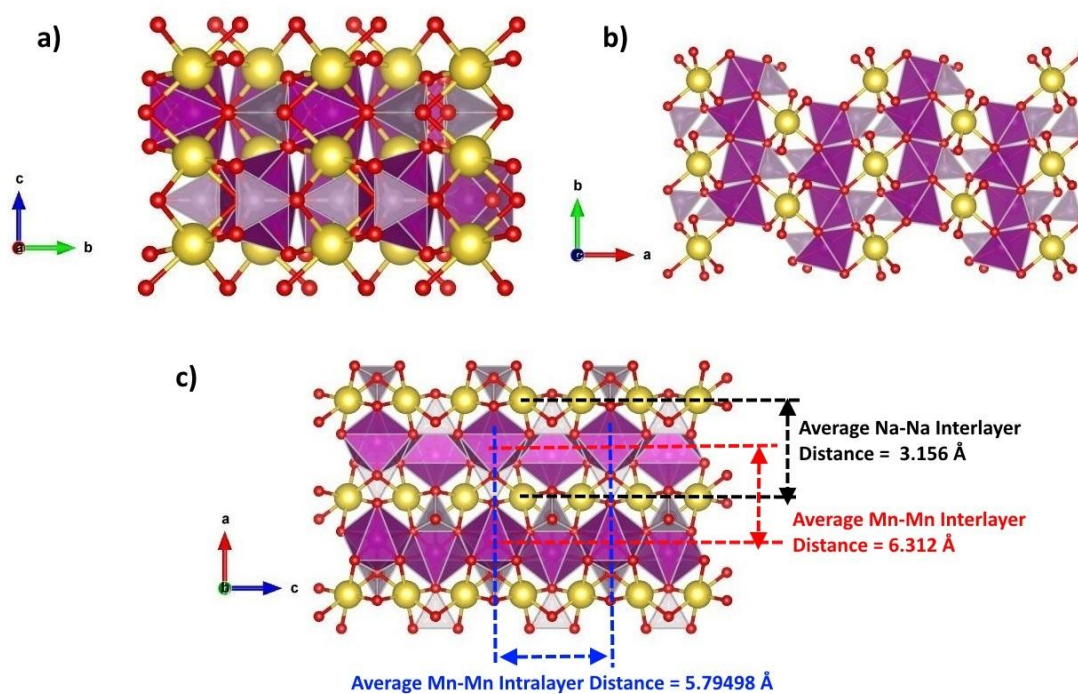 a)
b)
c
a
b
b
c
a
c)
Average Na-Na Interlayer
Distance = 3.156 Å
Average Mn-Mn Interlayer
Distance = 6.312 Å
a
b
c
Average Mn-Mn Intralayer Distance = 5.79498 Å